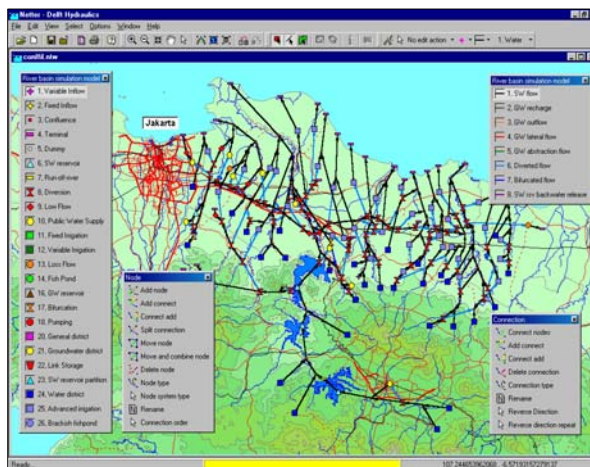 Netter - Delft Hydraulics
File Edit View Select Options Window Help
No edit action
1. Water
River basin simulation model
1. Variable Inflow
2. Fixed Inflow
3. Confluence
4. Terminal
5. Dummy
6. SW reservoir
7. Run-off-river
8. Diversion
9. Low Flow
10. Public Water Supply
11. Fixed Irrigation
12. Variable Irrigation
13. Loss Flow
14. Fish Pond
16. GW reservoir
17. Bifurcation
18. Pumping
20. General district
21. Groundwater district
22. Link Storage
23. SW reservoir partition
24. Water district
25. Advanced irrigation
26. Brackish fishpond
Jakarta
River basin simulation model
1. SW flow
2. GW recharge
3. GW outflow
4. GW lateral flow
5. GW abstraction flow
6. Diverted flow
7. Bifurcated flow
Node
Add node
Add connect
Connect add
Split connection
Move node
Move and combine node
Delete node
Node type
Node system type
Rename
Connection order
Connection
Connect nodes
Add connect
Connect add
Delete connection
Connection type
Rename
Reverse Direction
Reverse direction repeat
Ready...